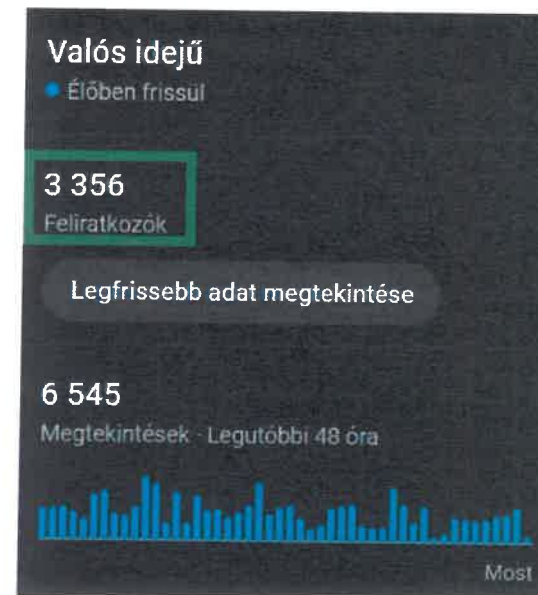 Valós idejű
Élőben frissül
3 356
Feliratkozók
Legfrissebb adat megtekintése
6 545
Megtekintések · Legutóbbi 48 óra
Most